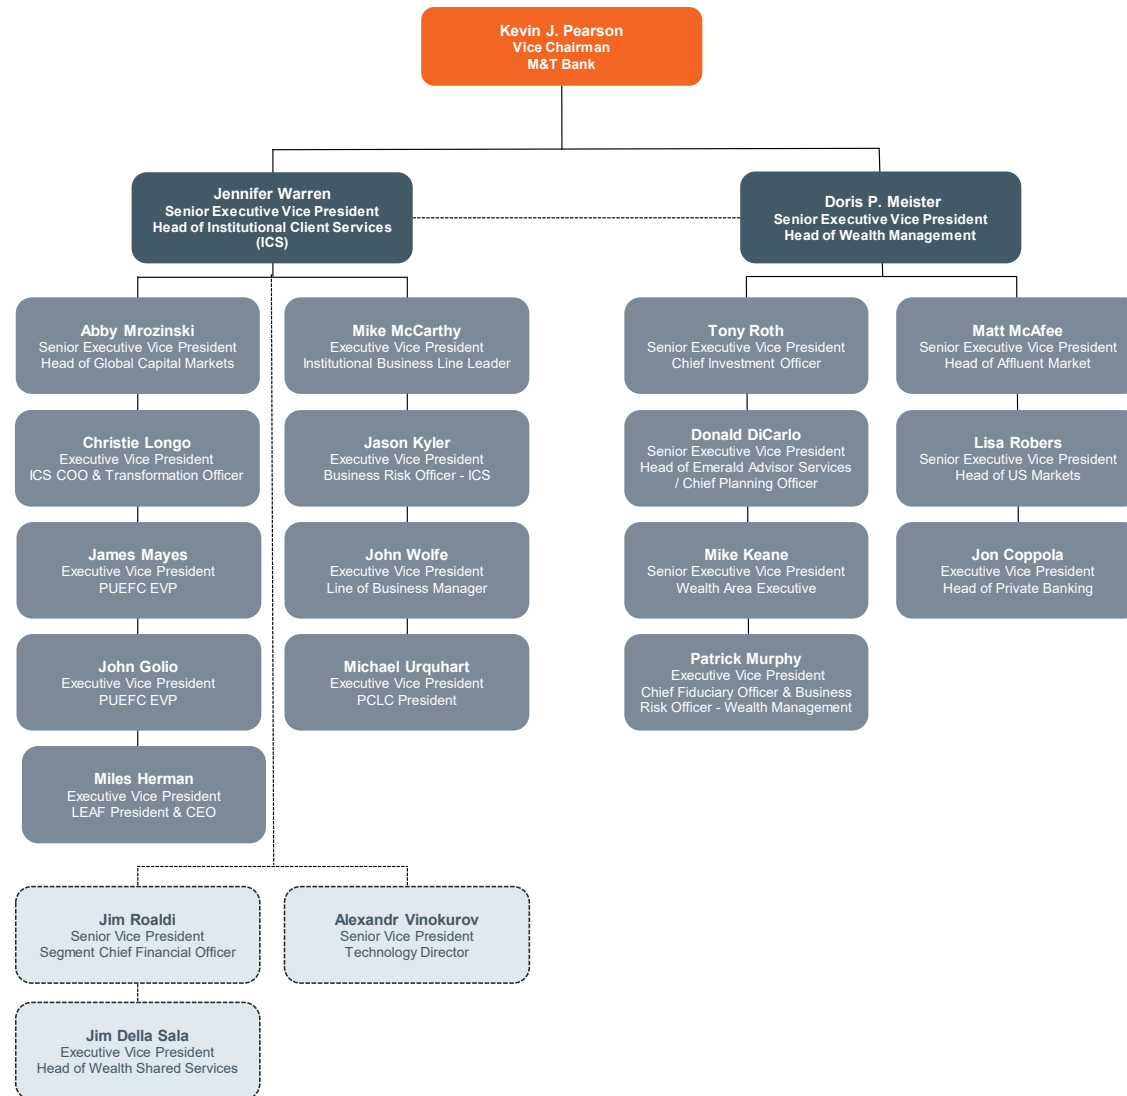 Kevin J. Pearson
Vice Chairman
M&T Bank
Jennifer Warren
Senior Executive Vice President
Head of Institutional Client Services
(ICS)
Doris P. Meister
Senior Executive Vice President
Head of Wealth Management
Abby Mrozinski
Senior Executive Vice President
Head of Global Capital Markets
Mike McCarthy
Executive Vice President
Institutional Business Line Leader
Tony Roth
Senior Executive Vice President
Chief Investment Officer
Matt McAfee
Senior Executive Vice President
Head of Affluent Market
Christie Longo
Executive Vice President
ICS COO & Transformation Officer
Jason Kyler
Executive Vice President
Business Risk Officer - ICS
Donald DiCarlo
Senior Executive Vice President
Head of Emerald Advisor Services
/ Chief Planning Officer
Lisa Robers
Senior Executive Vice President
Head of US Markets
James Mayes
Executive Vice President
PUEFC EVP
John Wolfe
Executive Vice President
Line of Business Manager
Mike Keane
Senior Executive Vice President
Wealth Area Executive
Jon Coppola
Executive Vice President
Head of Private Banking
John Golio
Executive Vice President
PUEFC EVP
Michael Urquhart
Executive Vice President
PCLC President
Patrick Murphy
Executive Vice President
Chief Fiduciary Officer & Business
Risk Officer - Wealth Management
Miles Herman
Executive Vice President
LEAF President & CEO
Jim Roaldi
Senior Vice President
Segment Chief Financial Officer
Alexandr Vinokurov
Senior Vice President
Technology Director
Jim Della Sala
Executive Vice President
Head of Wealth Shared Services